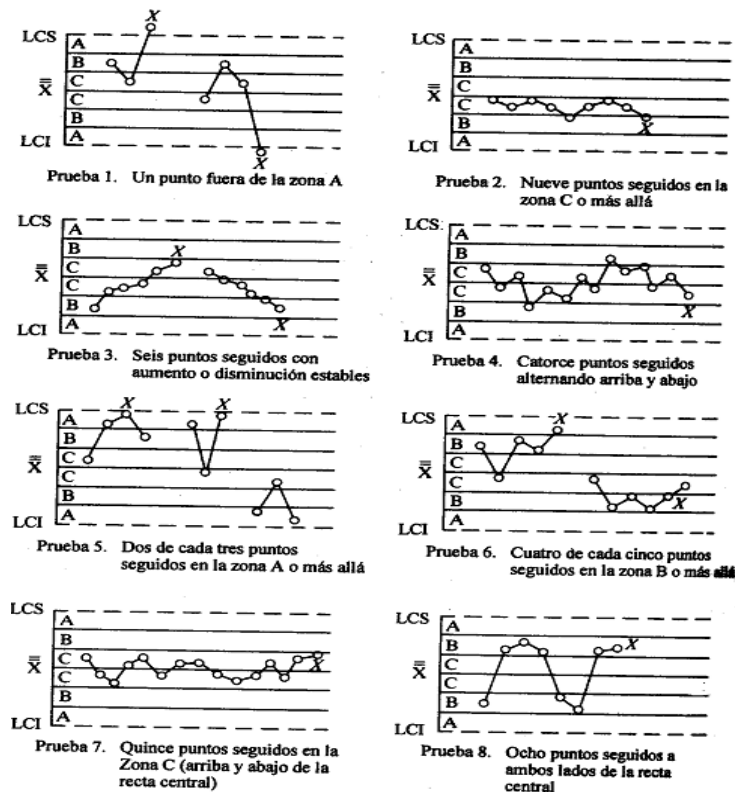 LCS
A
B
C
C
B
A
X̿
LCI
X
X
Prueba 1. Un punto fuera de la zona A
LCS
A
B
C
C
B
A
X̿
LCI
X
Prueba 2. Nueve puntos seguidos en la
zona C o más allá
LCS
A
B
C
C
B
A
X̿
LCI
X
X
Prueba 3. Seis puntos seguidos con
aumento o disminución estables
LCS
A
B
C
C
B
A
X̿
LCI
X
Prueba 4. Catorce puntos seguidos
alternando arriba y abajo
LCS
A
B
C
C
B
A
X̿
LCI
X
X
Prueba 5. Dos de cada tres puntos
seguidos en la zona A o más allá
LCS
A
B
C
C
B
A
X̿
LCI
X
X
Prueba 6. Cuatro de cada cinco puntos
seguidos en la zona B o más allá
LCS
A
B
C
C
B
A
X̿
LCI
X
Prueba 7. Quince puntos seguidos en la
Zona C (arriba y abajo de la
recta central)
LCS
A
B
C
C
B
A
X̿
LCI
X
Prueba 8. Ocho puntos seguidos a
ambos lados de la recta
central